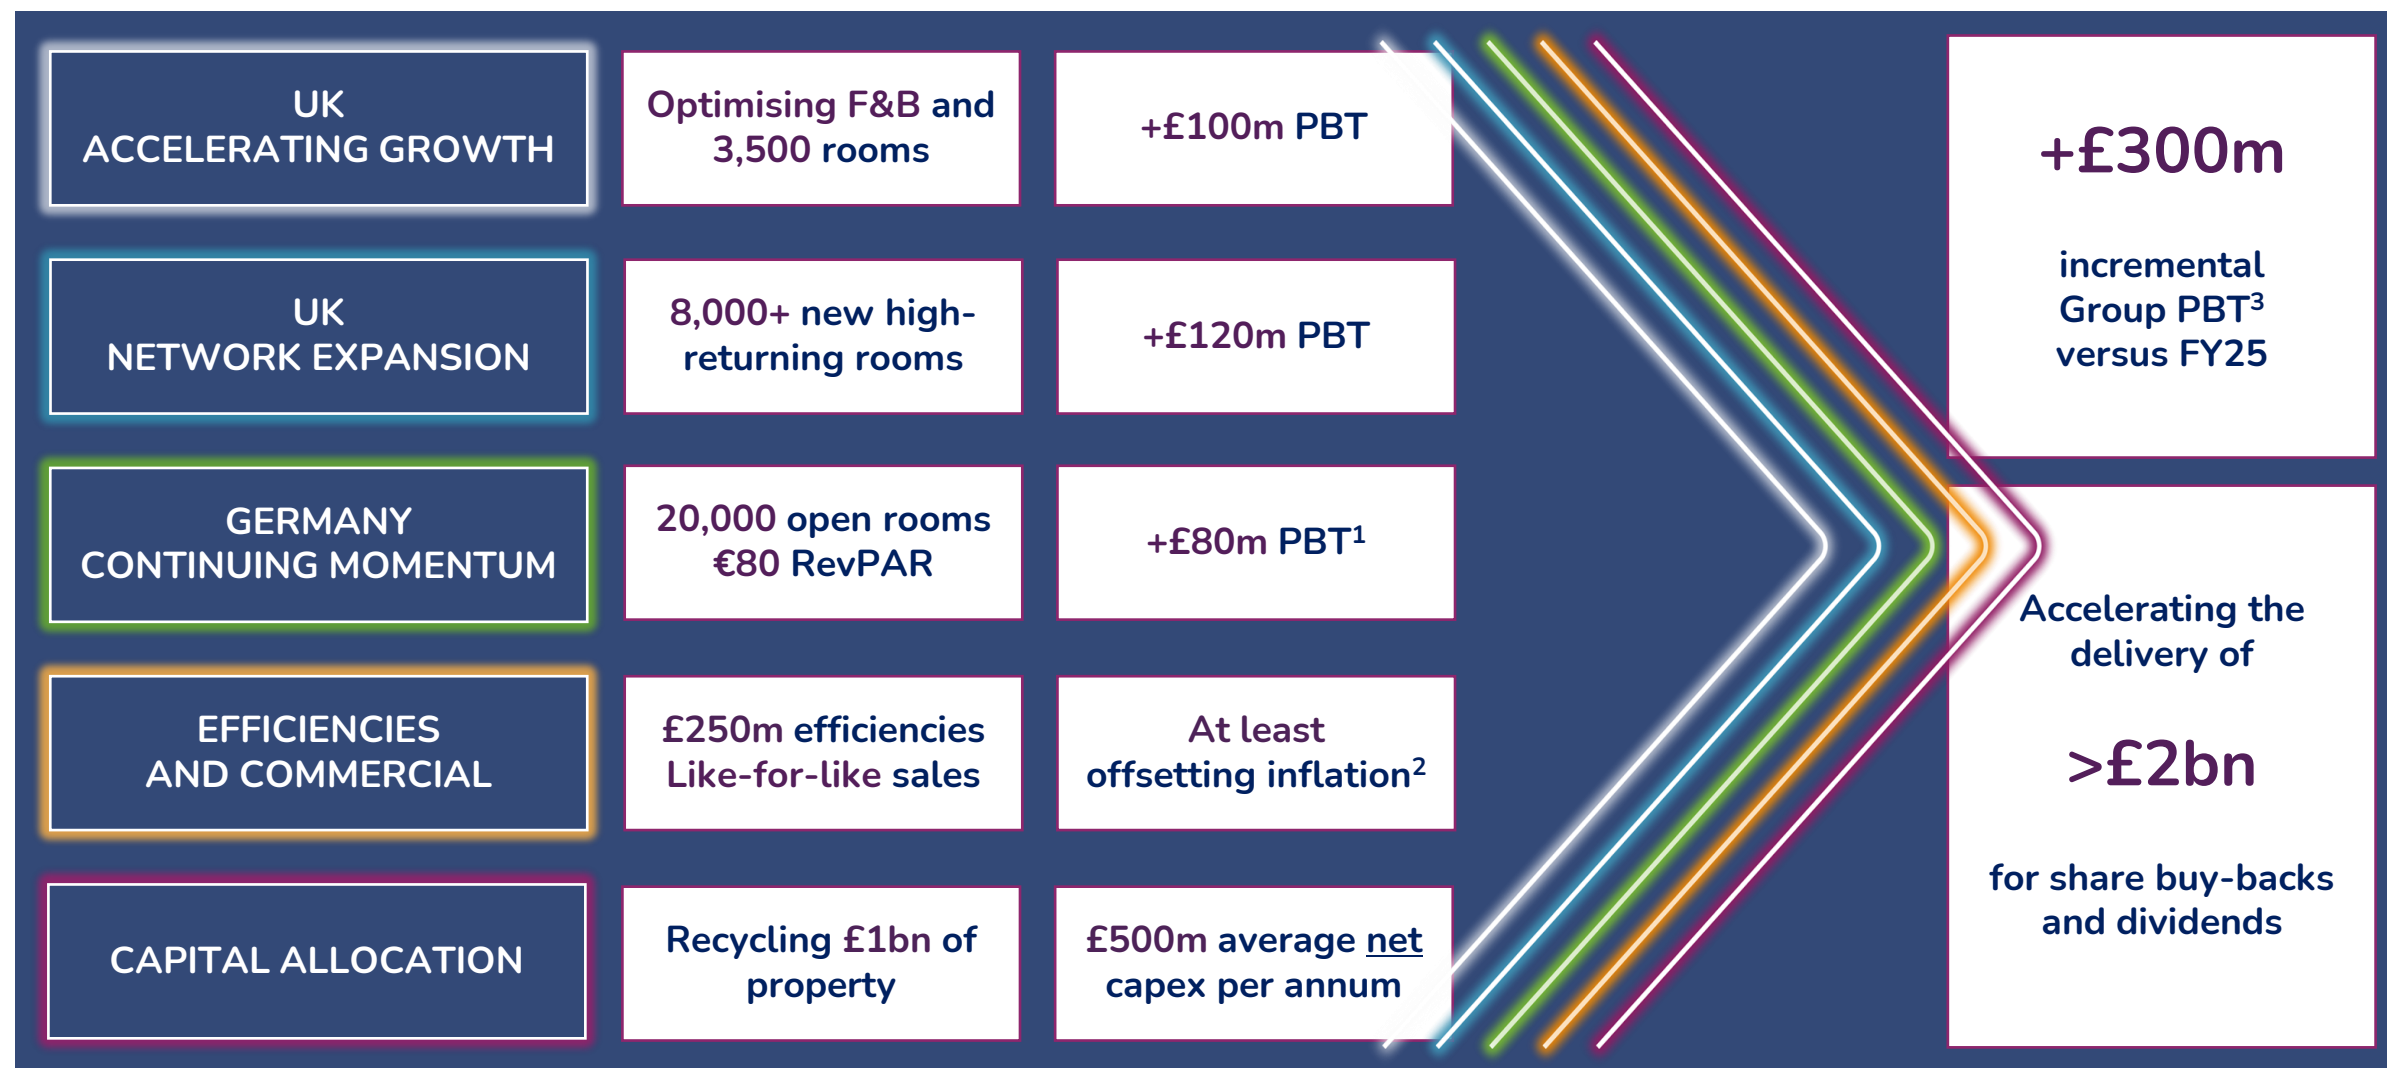 UK
ACCELERATING GROWTH
Optimising F&B and
3,500 rooms
+£100m PBT
UK
NETWORK EXPANSION
8,000+ new high-
returning rooms
+£120m PBT
GERMANY
CONTINUING MOMENTUM
20,000 open rooms
€80 RevPAR
+£80m PBT¹
EFFICIENCIES
AND COMMERCIAL
£250m efficiencies
Like-for-like sales
At least
offsetting inflation²
CAPITAL ALLOCATION
Recycling £1bn of
property
£500m average net
capex per annum
+£300m
incremental
Group PBT³
versus FY25
Accelerating the
delivery of
>£2bn
for share buy-backs
and dividends